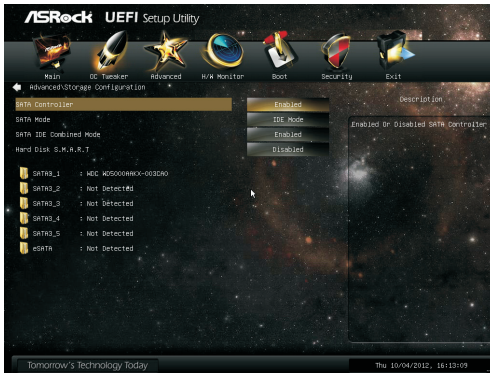 ASRock UEFI Setup Utility
Main OC Tweaker Advanced H/W Monitor Boot Security Exit
Advanced\Storage Configuration
Description
SATA Controller Enabled
SATA Mode IDE Mode
SATA IDE Combined Mode Enabled
Hard Disk S.M.A.R.T Disabled
Enabled Or Disabled SATA Controller
SATA3_1 : WDC WD5000AAKX-003CA0
SATA3_2 : Not Detected
SATA3_3 : Not Detected
SATA3_4 : Not Detected
SATA3_5 : Not Detected
eSATA : Not Detected
Tomorrow's Technology Today
Thu 10/04/2012, 16:13:09